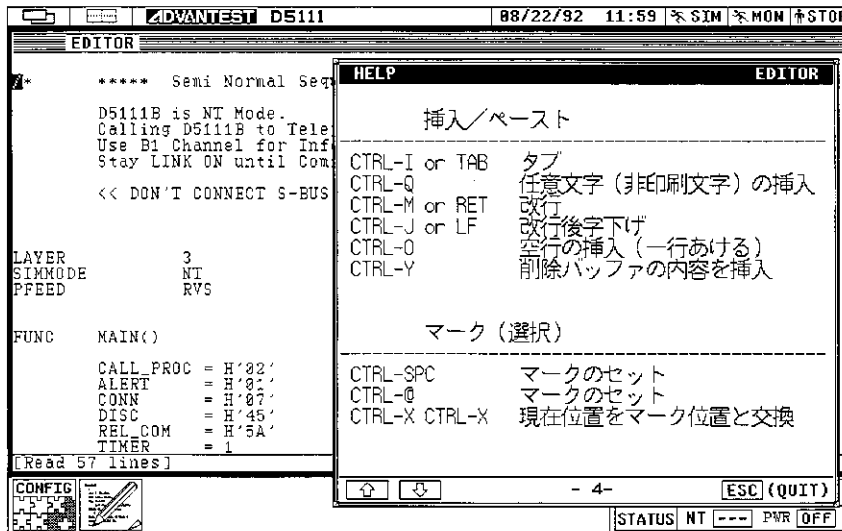 ADVANTEST D5111 08/22/92 11:59 SIM MON STO
EDITOR
* ***** Semi Normal Seq
D5111B is NT Mode.
Calling D5111B to Tele
Use B1 Channel for Inf
Stay LINK ON until Com
<< DON'T CONNECT S-BUS
LAYER 3
SIMMODE NT
PFEED RVS
FUNC MAIN()
CALL_PROC = H'02'
ALERT = H'01'
CONN = H'07'
DISC = H'45'
REL_COM = H'5A'
TIMER = 1
[Read 57 lines]
HELP EDITOR
挿入／ペースト
CTRL-I or TAB タブ
CTRL-Q 任意文字（非印刷文字）の挿入
CTRL-M or RET 改行
CTRL-J or LF 改行後字下げ
CTRL-O 空行の挿入（一行あける）
CTRL-Y 削除バッファの内容を挿入
マーク（選択）
CTRL-SPC マークのセット
CTRL-@ マークのセット
CTRL-X CTRL-X 現在位置をマーク位置と交換
- 4- ESC (QUIT)
CONFIG
STATUS NT --- PWR OFF